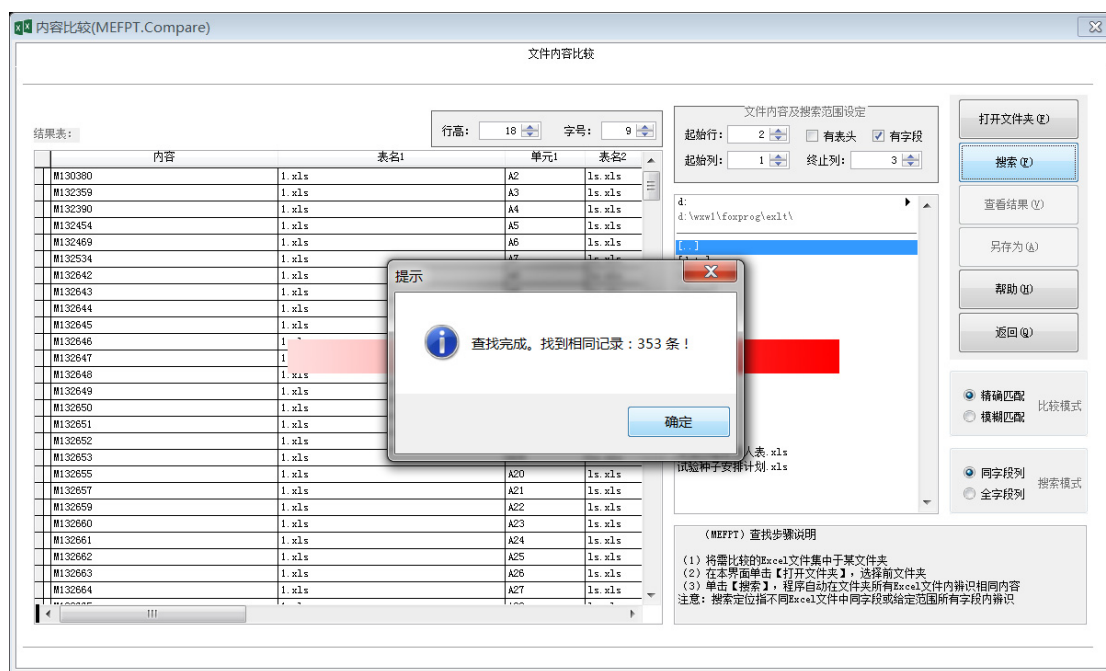 内容比较(MEFPT.Compare)
文件内容比较
结果表:
行高: 18 字号: 9
内容 表名1 单元1 表名2
M130380 1.xls A2 ls.xls
M132359 1.xls A3 ls.xls
M132390 1.xls A4 ls.xls
M132454 1.xls A5 ls.xls
M132469 1.xls A6 ls.xls
M132534 1.xls A7 ls.xls
M132642 1.xls
M132643 1.xls
M132644 1.xls
M132645 1.xls
M132646
M132647
M132648 1.xls
M132649 1.xls
M132650 1.xls
M132651 1.xls
M132652 1.xls
M132653 1.xls
M132655 1.xls A20 ls.xls
M132657 1.xls A21 ls.xls
M132659 1.xls A22 ls.xls
M132660 1.xls A23 ls.xls
M132661 1.xls A24 ls.xls
M132662 1.xls A25 ls.xls
M132663 1.xls A26 ls.xls
M132664 1.xls A27 ls.xls
文件内容及搜索范围设定
起始行: 2 有表头 有字段
起始列: 1 终止列: 3
d:
d:\wxwl\foxprog\exlt\
[..]
人表.xls
试验种子安排计划.xls
提示
查找完成。找到相同记录:353 条!
确定
打开文件夹(E)
搜索(F)
查看结果(V)
另存为(A)
帮助(H)
返回(Q)
精确匹配
模糊匹配
比较模式
同字段列
全字段列
搜索模式
(MEFPT)查找步骤说明
(1)将需比较的Excel文件集中于某文件夹
(2)在本界面单击【打开文件夹】,选择前文件夹
(3)单击【搜索】,程序自动在文件夹所有Excel文件内辨识相同内容
注意:搜索定位指不同Excel文件中同字段或给定范围所有字段内辨识